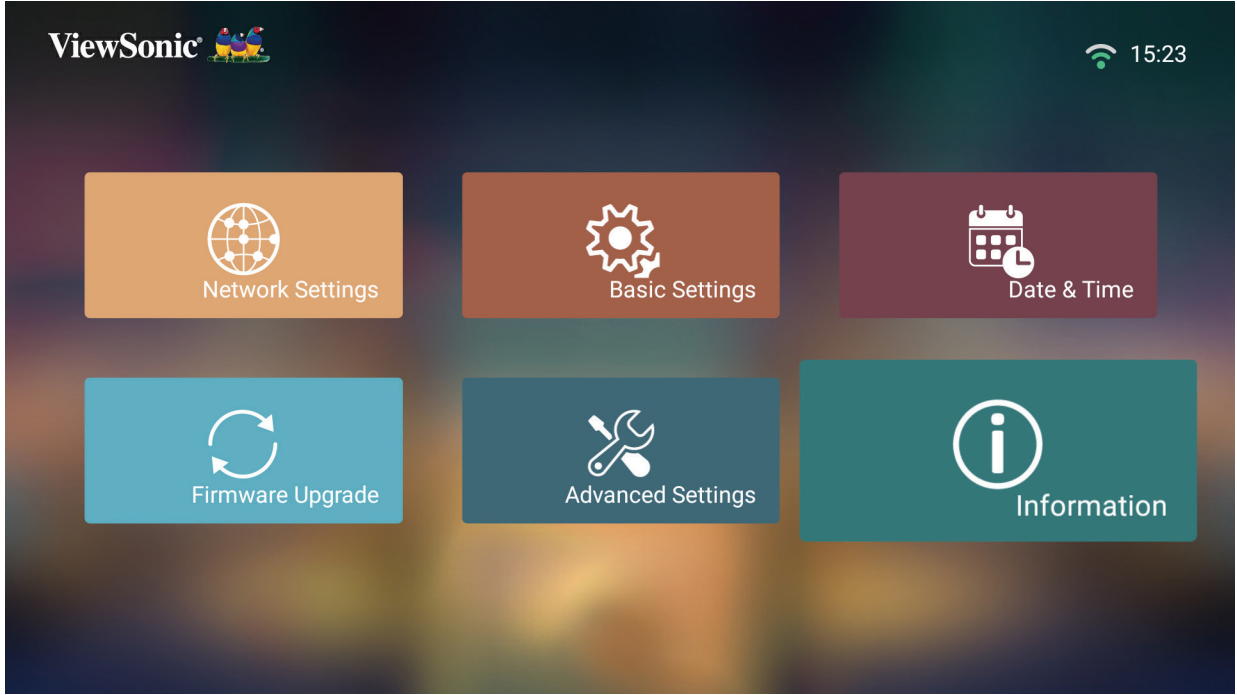 ViewSonic®
15:23
Network Settings
Basic Settings
Date & Time
Firmware Upgrade
Advanced Settings
Information